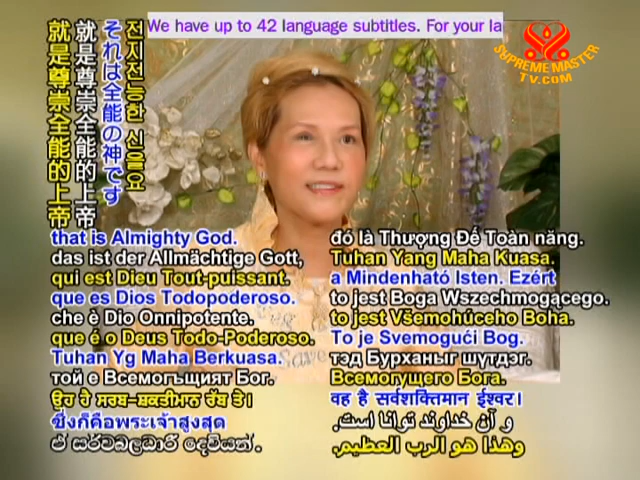 We have up to 42 language subtitles. For your la
SUPREME MASTER
TV.COM
전지전능한 신을요
それは全能の神です
就是尊崇全能的上帝
就是尊崇全能的上帝
that is Almighty God.
das ist der Allmächtige Gott,
qui est Dieu Tout-puissant.
que es Dios Todopoderoso.
che è Dio Onnipotente.
que é o Deus Todo-Poderoso.
Tuhan Yg Maha Berkuasa.
той е Всемогъщият Бог.
ਉਹ ਹੈ ਸਰਬ-ਸ਼ਕਤੀਮਾਨ ਰੱਬ ਤੇ।
ซึ่งก็คือพระเจ้าสูงสุด
ඒ සර්වබලධාරී දෙවියන්.
đó là Thượng Đế Toàn năng.
Tuhan Yang Maha Kuasa.
a Mindenható Isten. Ezért
to jest Boga Wszechmogącego.
to jest Všemohúceho Boha.
To je Svemogući Bog.
тэд Бурханыг шүтдэг.
Всемогущего Бога.
वह है सर्वशक्तिमान ईश्वर।
و آن خداوند توانا است.
وهذا هو الرب العظيم.